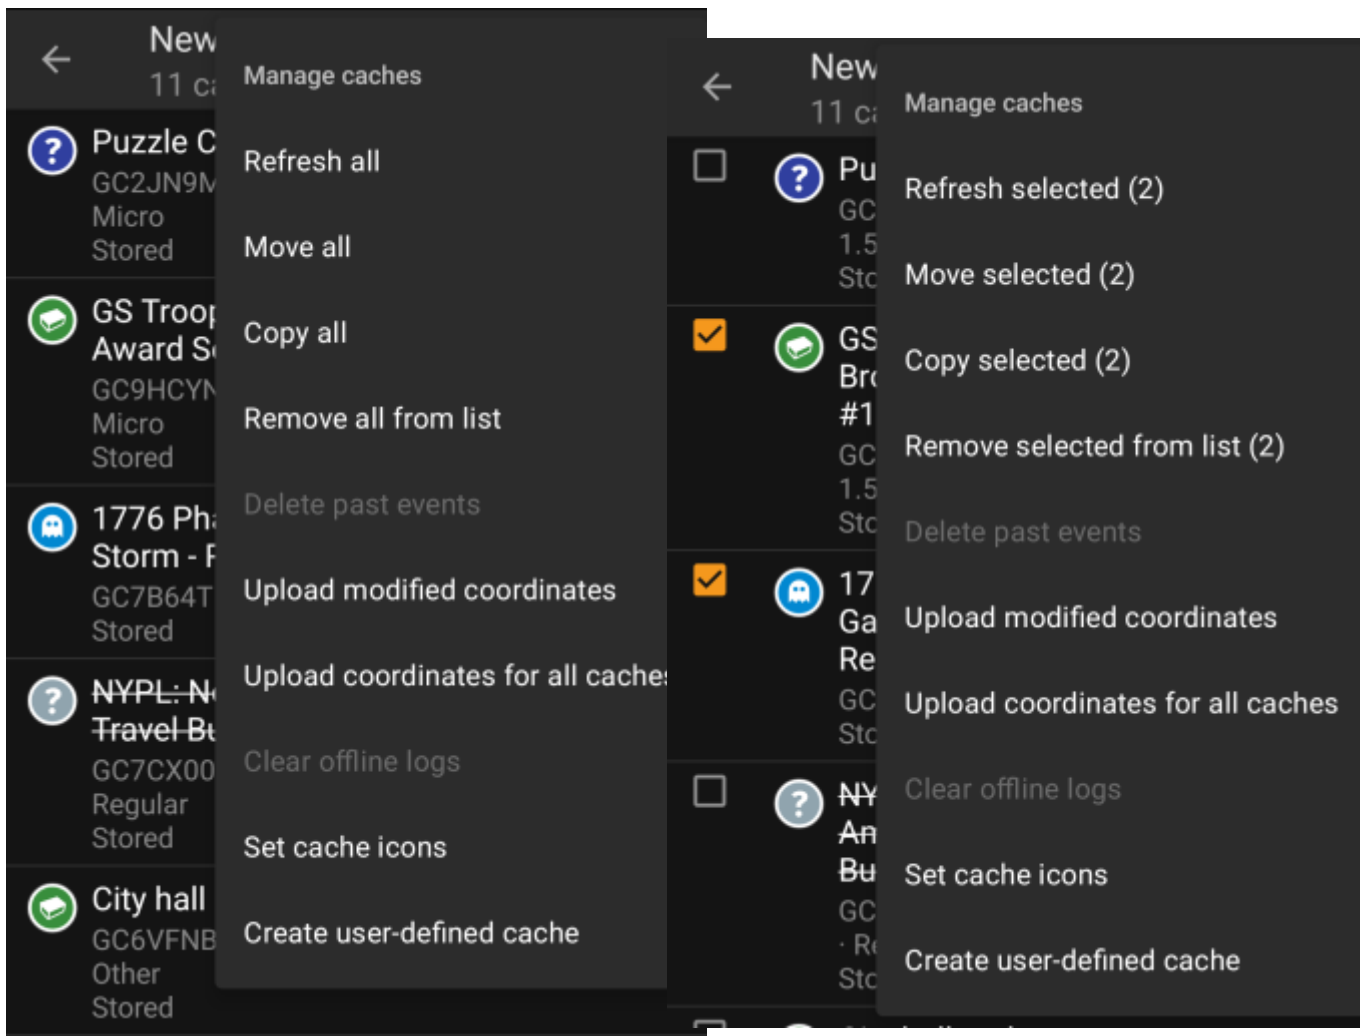 New
11 ca
Manage caches
Refresh all
Move all
Copy all
Remove all from list
Delete past events
Upload modified coordinates
Upload coordinates for all caches
Clear offline logs
Set cache icons
Create user-defined cache
Puzzle C
GC2JN9M
Micro
Stored
GS Troop
Award S
GC9HCYN
Micro
Stored
1776 Pha
Storm - F
GC7B64T
Stored
NYPL: N
Travel Bu
GC7CX00
Regular
Stored
City hall
GC6VFNB
Other
Stored
New
11 ca
Manage caches
Refresh selected (2)
Move selected (2)
Copy selected (2)
Remove selected from list (2)
Delete past events
Upload modified coordinates
Upload coordinates for all caches
Clear offline logs
Set cache icons
Create user-defined cache
Pu
GC
1.5
Sto
GS
Bro
#1
GC
1.5
Sto
17
Ga
Re
GC
Sto
NY
Am
Bu
GC
· Re
Sto